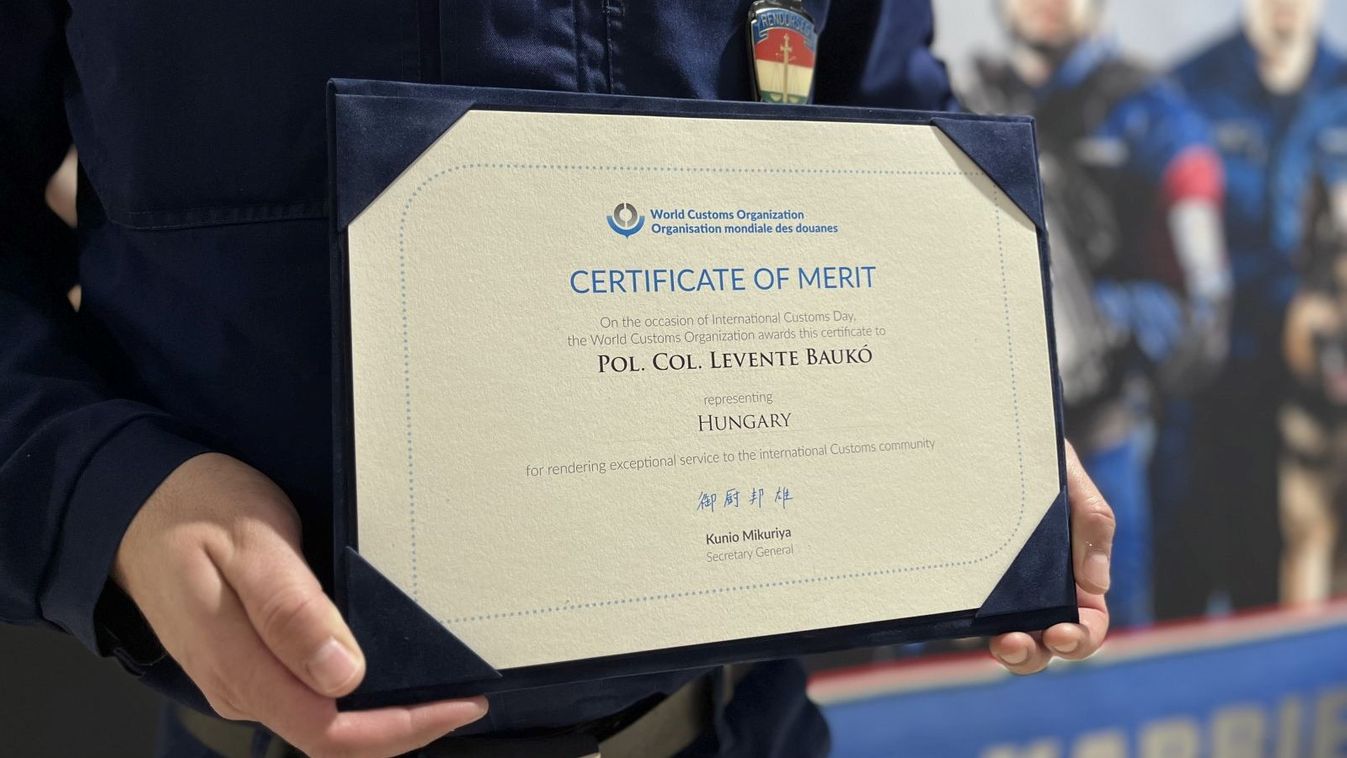 RENDŐRSÉG
World Customs Organization
Organisation mondiale des douanes
CERTIFICATE OF MERIT
On the occasion of International Customs Day,
the World Customs Organization awards this certificate to
POL. COL. LEVENTE BAUKÓ
representing
HUNGARY
for rendering exceptional service to the international Customs community
御厨邦雄
Kunio Mikuriya
Secretary General